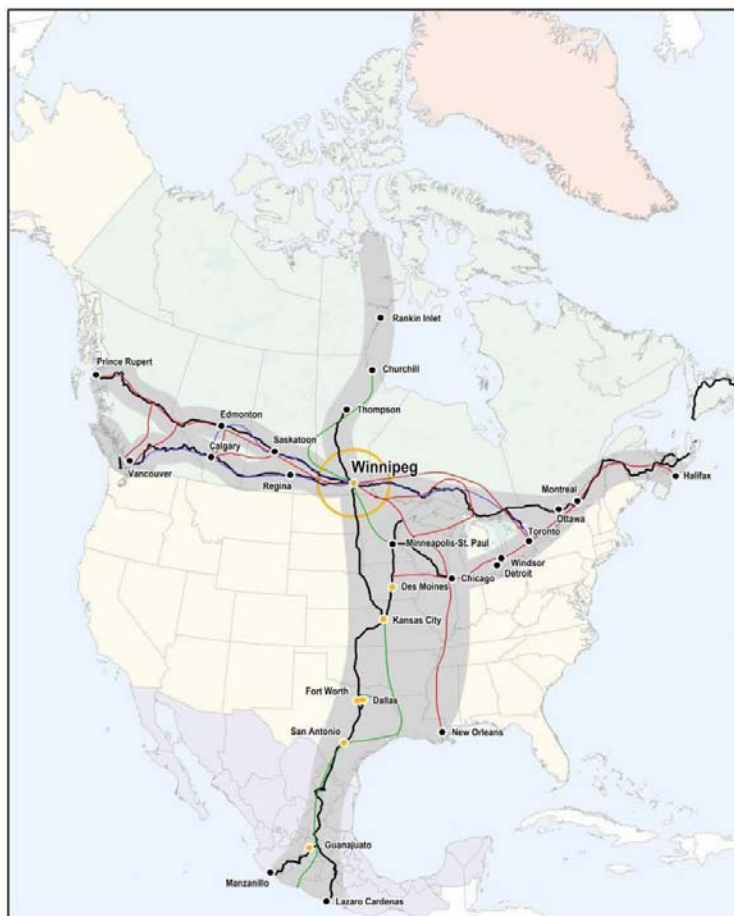 Rankin Inlet
Churchill
Prince Rupert
Thompson
Edmonton
Saskatoon
Calgary
Winnipeg
Vancouver
Regina
Halifax
Montreal
Ottawa
Toronto
Minneapolis-St. Paul
Windsor
Detroit
Chicago
Des Moines
Kansas City
Fort Worth
Dallas
San Antonio
New Orleans
Guanajuato
Manzanillo
Lazaro Cardenas